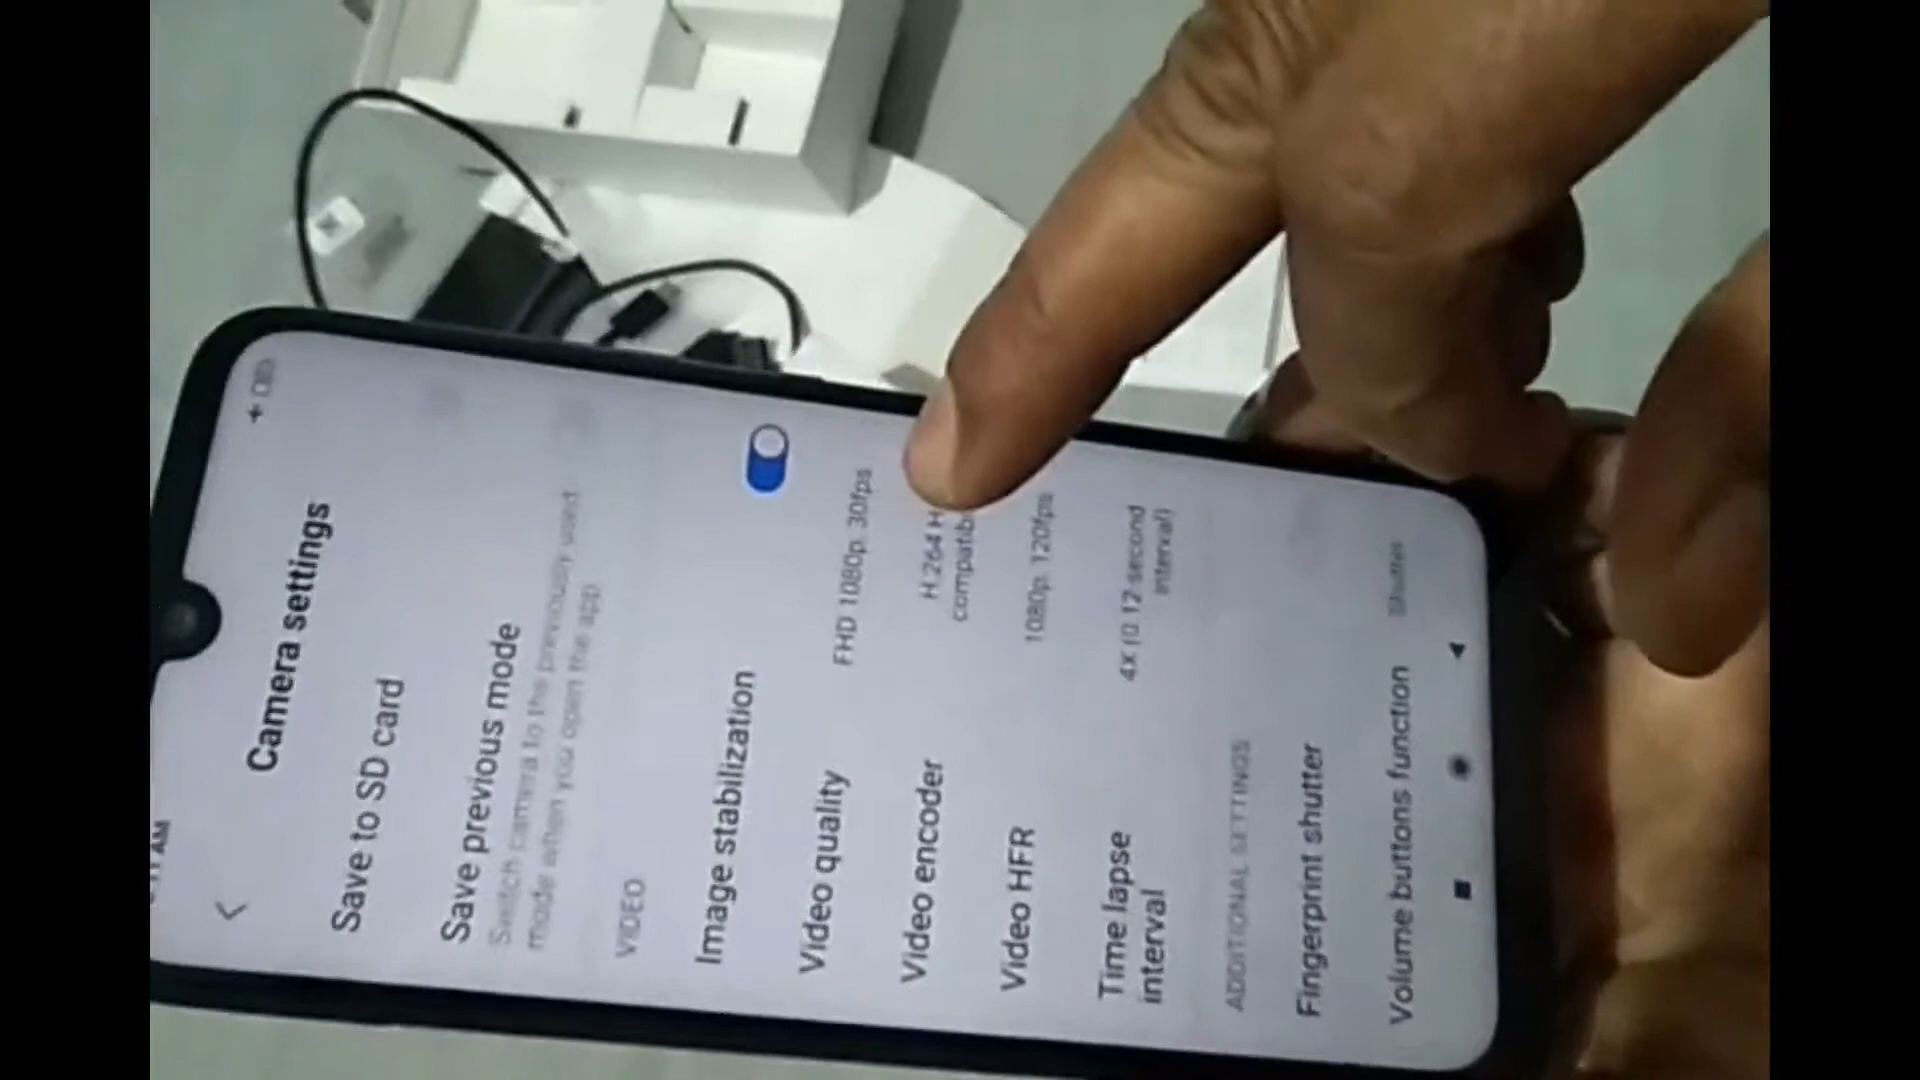 AM
Camera settings
Save to SD card
Save previous mode
Switch camera to the previously used
mode when you open the app
VIDEO
Image stabilization
Video quality
FHD 1080p, 30fps
Video encoder
H.264 H
compatib
Video HFR
1080p, 120fps
Time lapse
interval
4X (0.12-second
interval)
ADDITIONAL SETTINGS
Fingerprint shutter
Volume buttons function
Shutter